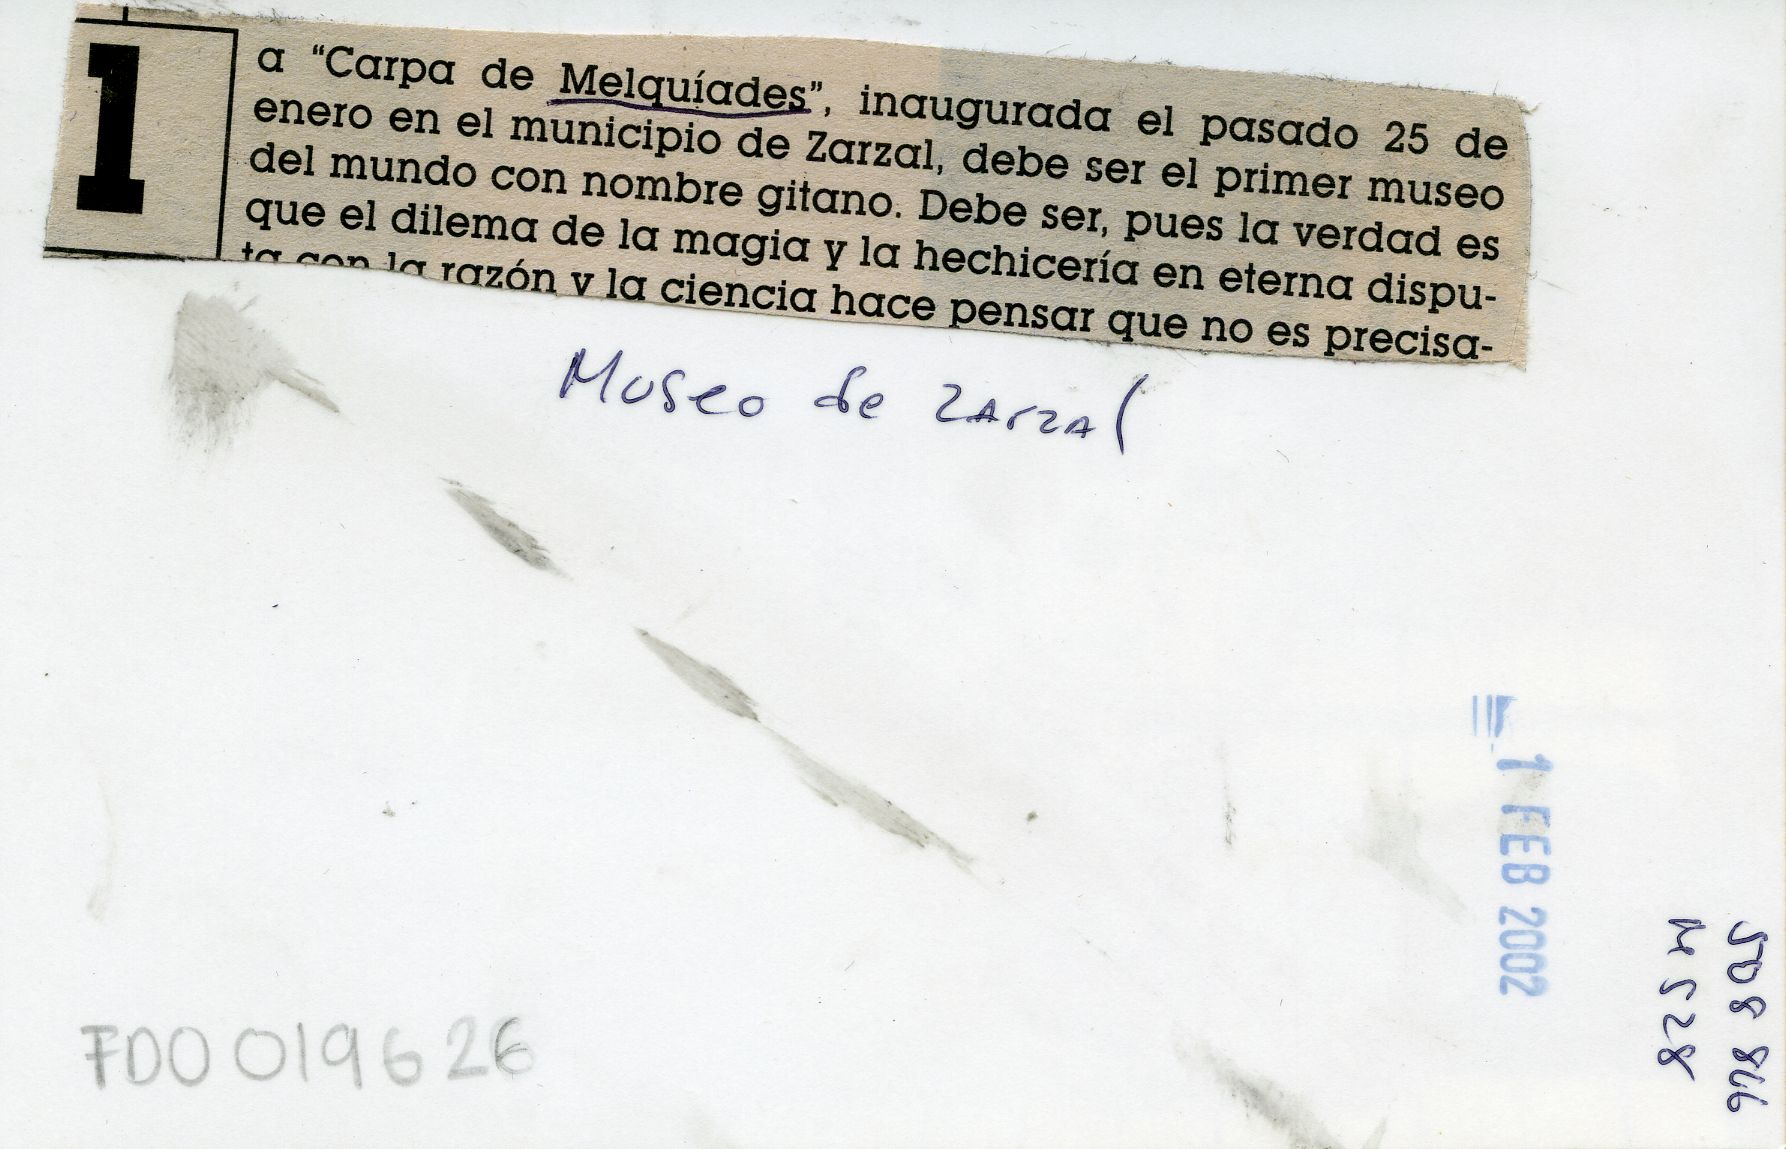 1
a "Carpa de Melquíades", inaugurada el pasado 25 de
enero en el municipio de Zarzal, debe ser el primer museo
del mundo con nombre gitano. Debe ser, pues la verdad es
que el dilema de la magia y la hechicería en eterna dispu-
ta con la razón y la ciencia hace pensar que no es precisa-
Museo de Zarzal
1 FEB 2002
FDO 019626